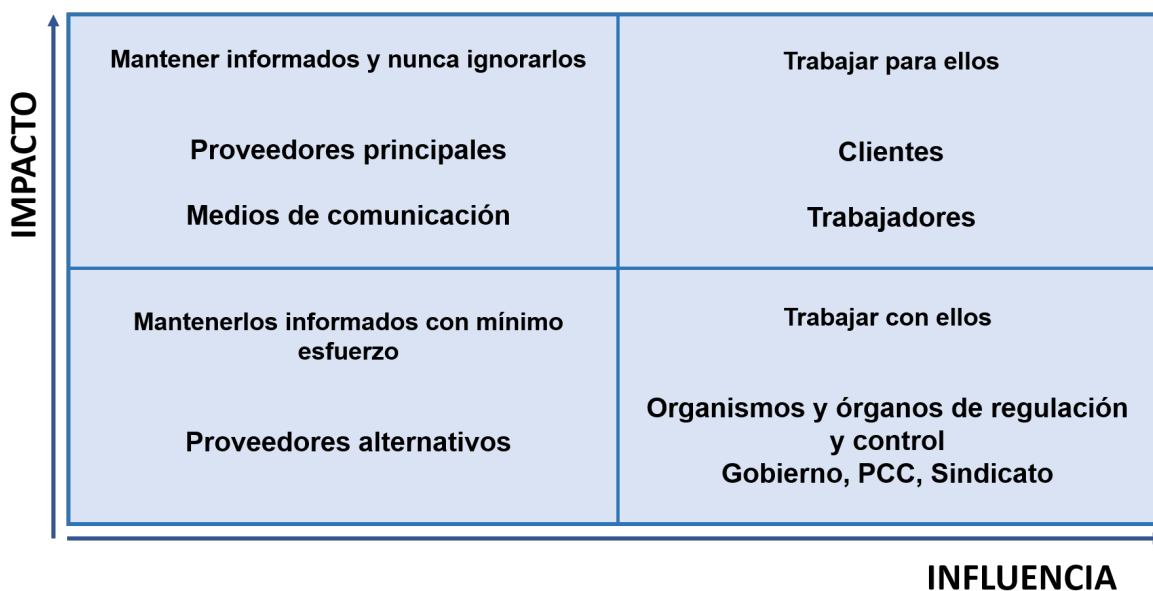 IMPACTO
Mantener informados y nunca ignorarlos
Proveedores principales
Medios de comunicación
Trabajar para ellos
Clientes
Trabajadores
Mantenerlos informados con mínimo
esfuerzo
Proveedores alternativos
Trabajar con ellos
Organismos y órganos de regulación
y control
Gobierno, PCC, Sindicato
INFLUENCIA